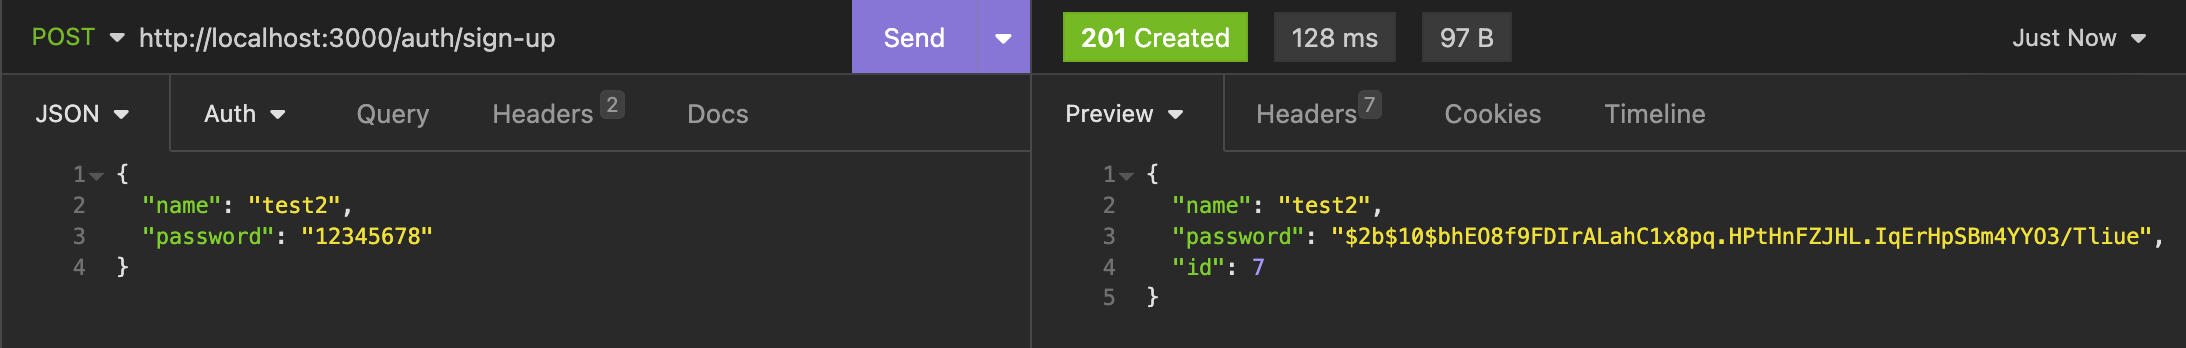 POST http://localhost:3000/auth/sign-up Send 201 Created 128 ms 97 B Just Now
JSON Auth Query Headers 2 Docs
Preview Headers 7 Cookies Timeline
1 {
2 "name": "test2",
3 "password": "12345678"
4 }
1 {
2 "name": "test2",
3 "password": "$2b$10$bhEO8f9FDIrALahC1x8pq.HPtHnFZJHL.IqErHpSBm4YYO3/Tliue",
4 "id": 7
5 }